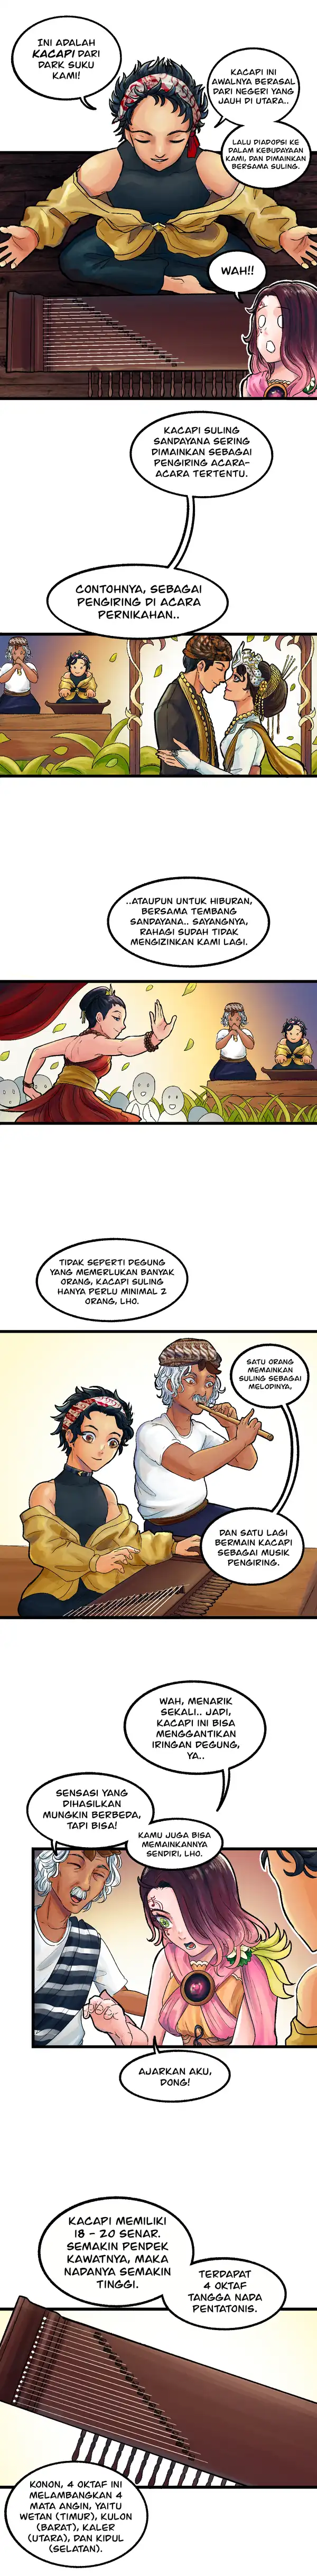 INI ADALAH
KACAPI DARI
DARK SUKU
KAMI!
KACAPI INI
AWALNYA BERASAL
DARI NEGERI YANG
JAUH DI UTARA..
LALU DIADOPSI KE
DALAM KEBUDAYAAN
KAMI, DAN DIMAINKAN
BERSAMA SULING.
WAH!!
KACAPI SULING
SANDAYANA SERING
DIMAINKAN SEBAGAI
PENGIRING ACARA-
ACARA TERTENTU.
CONTOHNYA, SEBAGAI
PENGIRING DI ACARA
PERNIKAHAN..
..ATAUPUN UNTUK HIBURAN,
BERSAMA TEMBANG
SANDAYANA.. SAYANGNYA,
RAHAGI SUDAH TIDAK
MENGIZINKAN KAMI LAGI.
TIDAK SEPERTI DEGUNG
YANG MEMERLUKAN BANYAK
ORANG, KACAPI SULING
HANYA PERLU MINIMAL 2
ORANG, LHO.
SATU ORANG
MEMAINKAN
SULING SEBAGAI
MELODINYA,
DAN SATU LAGI
BERMAIN KACAPI
SEBAGAI MUSIK
PENGIRING.
WAH, MENARIK
SEKALI.. JADI,
KACAPI INI BISA
MENGGANTIKAN
IRINGAN DEGUNG,
YA..
SENSASI YANG
DIHASILKAN
MUNGKIN BERBEDA,
TAPI BISA!
KAMU JUGA BISA
MEMAINKANNYA
SENDIRI, LHO.
AJARKAN AKU,
DONG!
KACAPI MEMILIKI
18 - 20 SENAR.
SEMAKIN PENDEK
KAWATNYA, MAKA
NADANYA SEMAKIN
TINGGI.
TERDAPAT
4 OKTAF
TANGGA NADA
PENTATONIS.
KONON, 4 OKTAF INI
MELAMBANGKAN 4
MATA ANGIN, YAITU
WETAN (TIMUR), KULON
(BARAT), KALER
(UTARA), DAN KIDUL
(SELATAN).